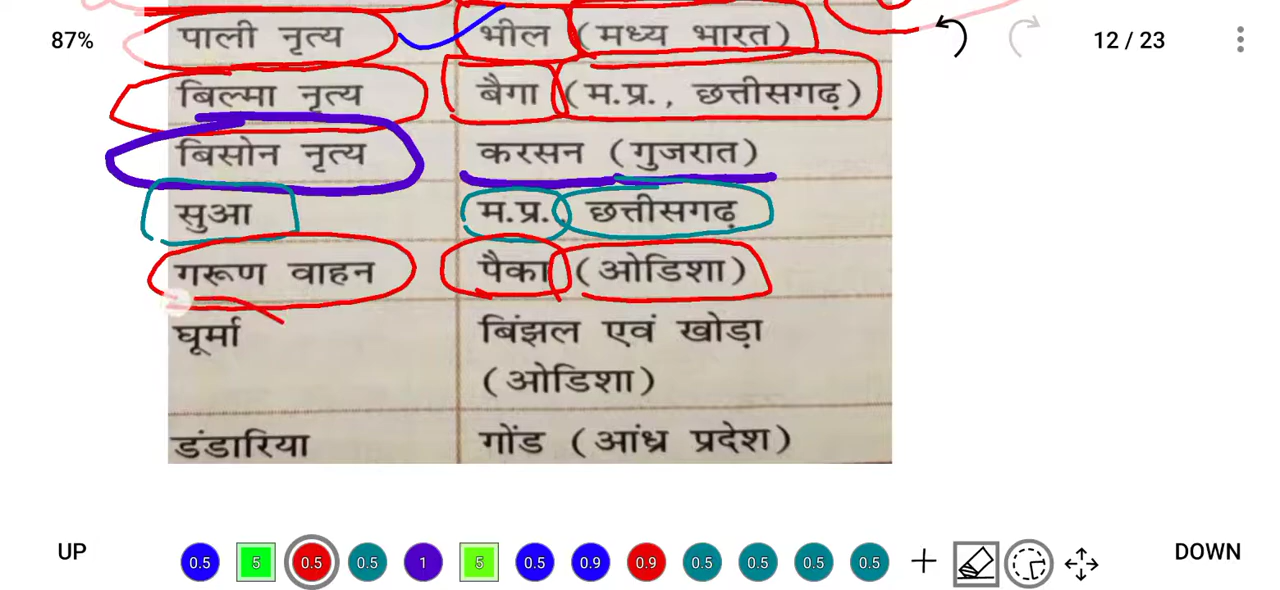 87%
12 / 23
पाली नृत्य भील (मध्य भारत)
बिल्मा नृत्य बैगा (म.प्र., छत्तीसगढ़)
बिसोन नृत्य करसन (गुजरात)
सुआ म.प्र. छत्तीसगढ़
गरूण वाहन पैका (ओडिशा)
घूर्मा बिंझल एवं खोड़ा
(ओडिशा)
डंडारिया गोंड (आंध्र प्रदेश)
UP 0.5 5 0.5 0.5 1 5 0.5 0.9 0.9 0.5 0.5 0.5 0.5 DOWN